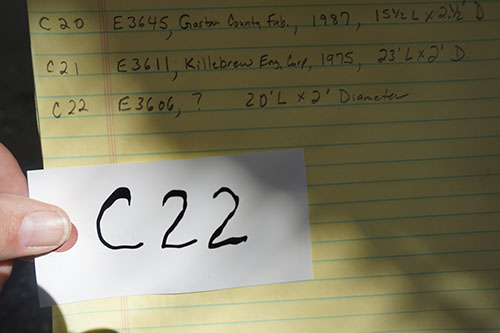 C20 E3645, Gaston County Fab., 1987, 15½ L x 2½' D
C21 E3611, Killebrew Eng. Corp, 1975, 23' L x 2' D.
C22 E3606, ? 20' L x 2' Diameter
C22